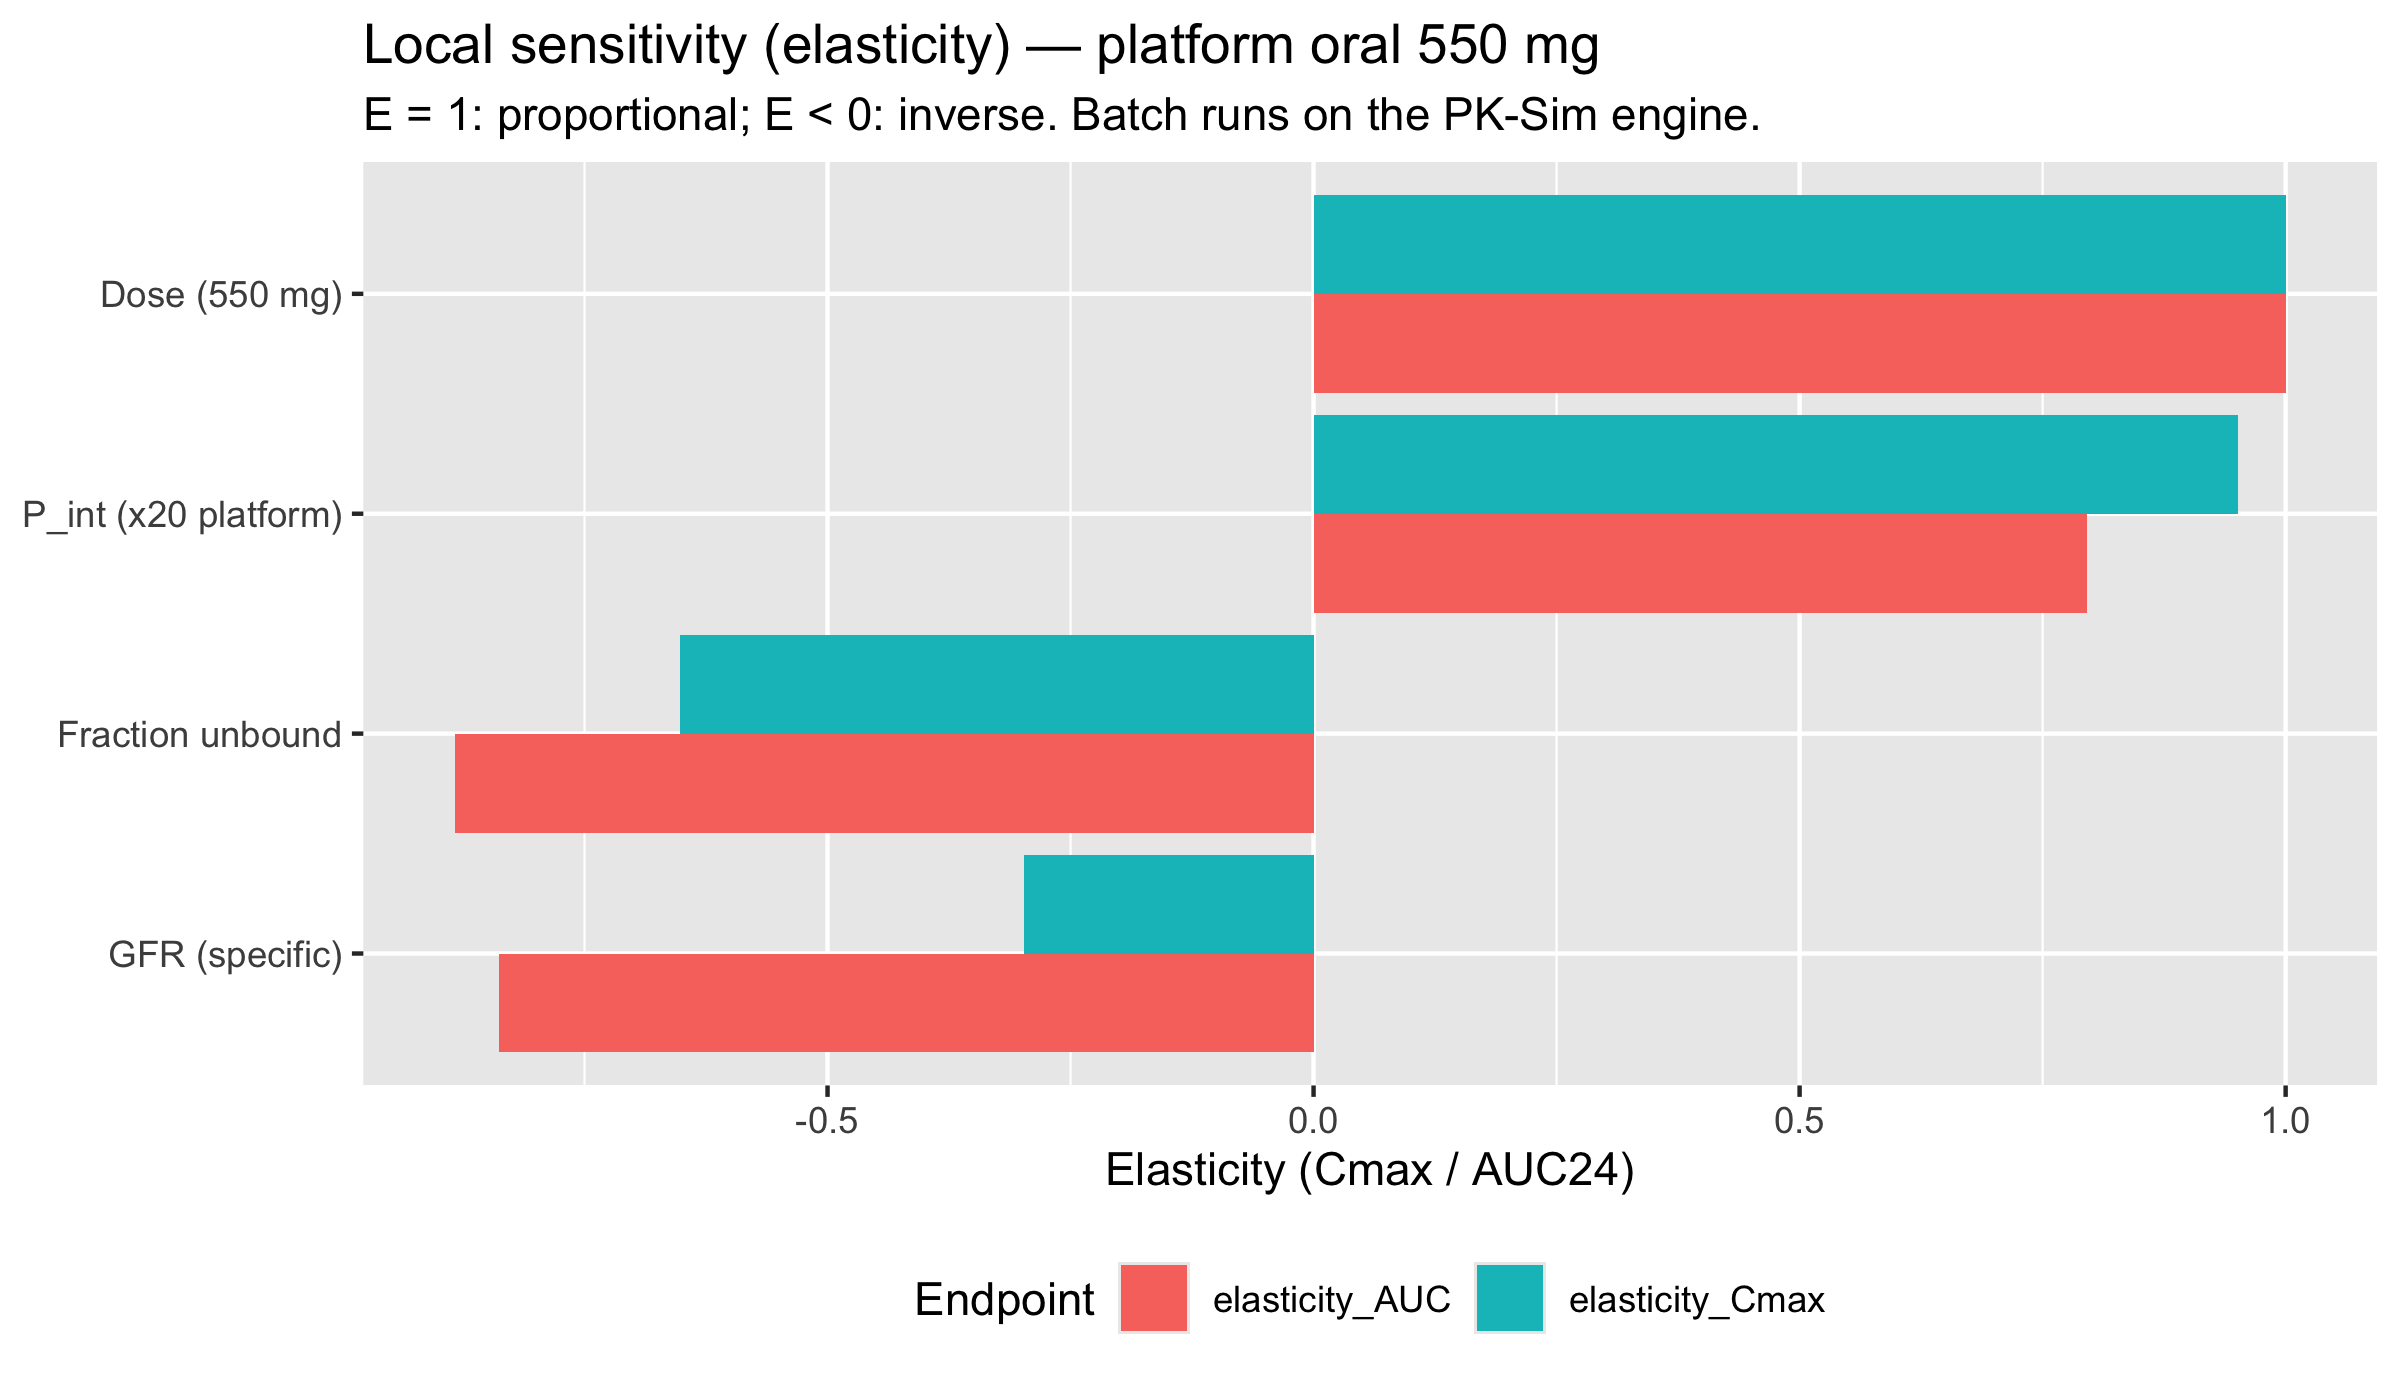 Local sensitivity (elasticity) — platform oral 550 mg
E = 1: proportional; E < 0: inverse. Batch runs on the PK-Sim engine.
Dose (550 mg)
P_int (x20 platform)
Fraction unbound
GFR (specific)
-0.5 0.0 0.5 1.0
Elasticity (Cmax / AUC24)
Endpoint elasticity_AUC elasticity_Cmax